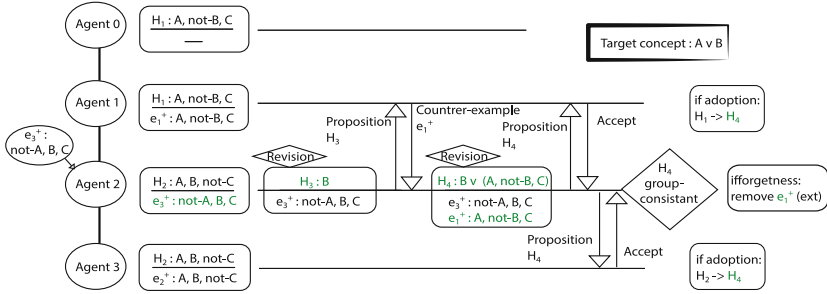 Agent 0
H1 : A, not-B, C
—
Target concept : A v B
Agent 1
H1 : A, not-B, C
e1+ : A, not-B, C
Proposition
H3
Countrer-example
e1+
Proposition
H4
Accept
if adoption:
H1 -> H4
e3+ :
not-A, B, C
Agent 2
H2 : A, B, not-C
e3+ : not-A, B, C
Revision
H3 : B
e3+ : not-A, B, C
Revision
H4 : B v (A, not-B, C)
e3+ : not-A, B, C
e1+ : A, not-B, C
H4
group-
consistant
ifforgetness:
remove e1+ (ext)
Proposition
H4
Accept
Agent 3
H2 : A, B, not-C
e2+ : A, B, not-C
if adoption:
H2 -> H4